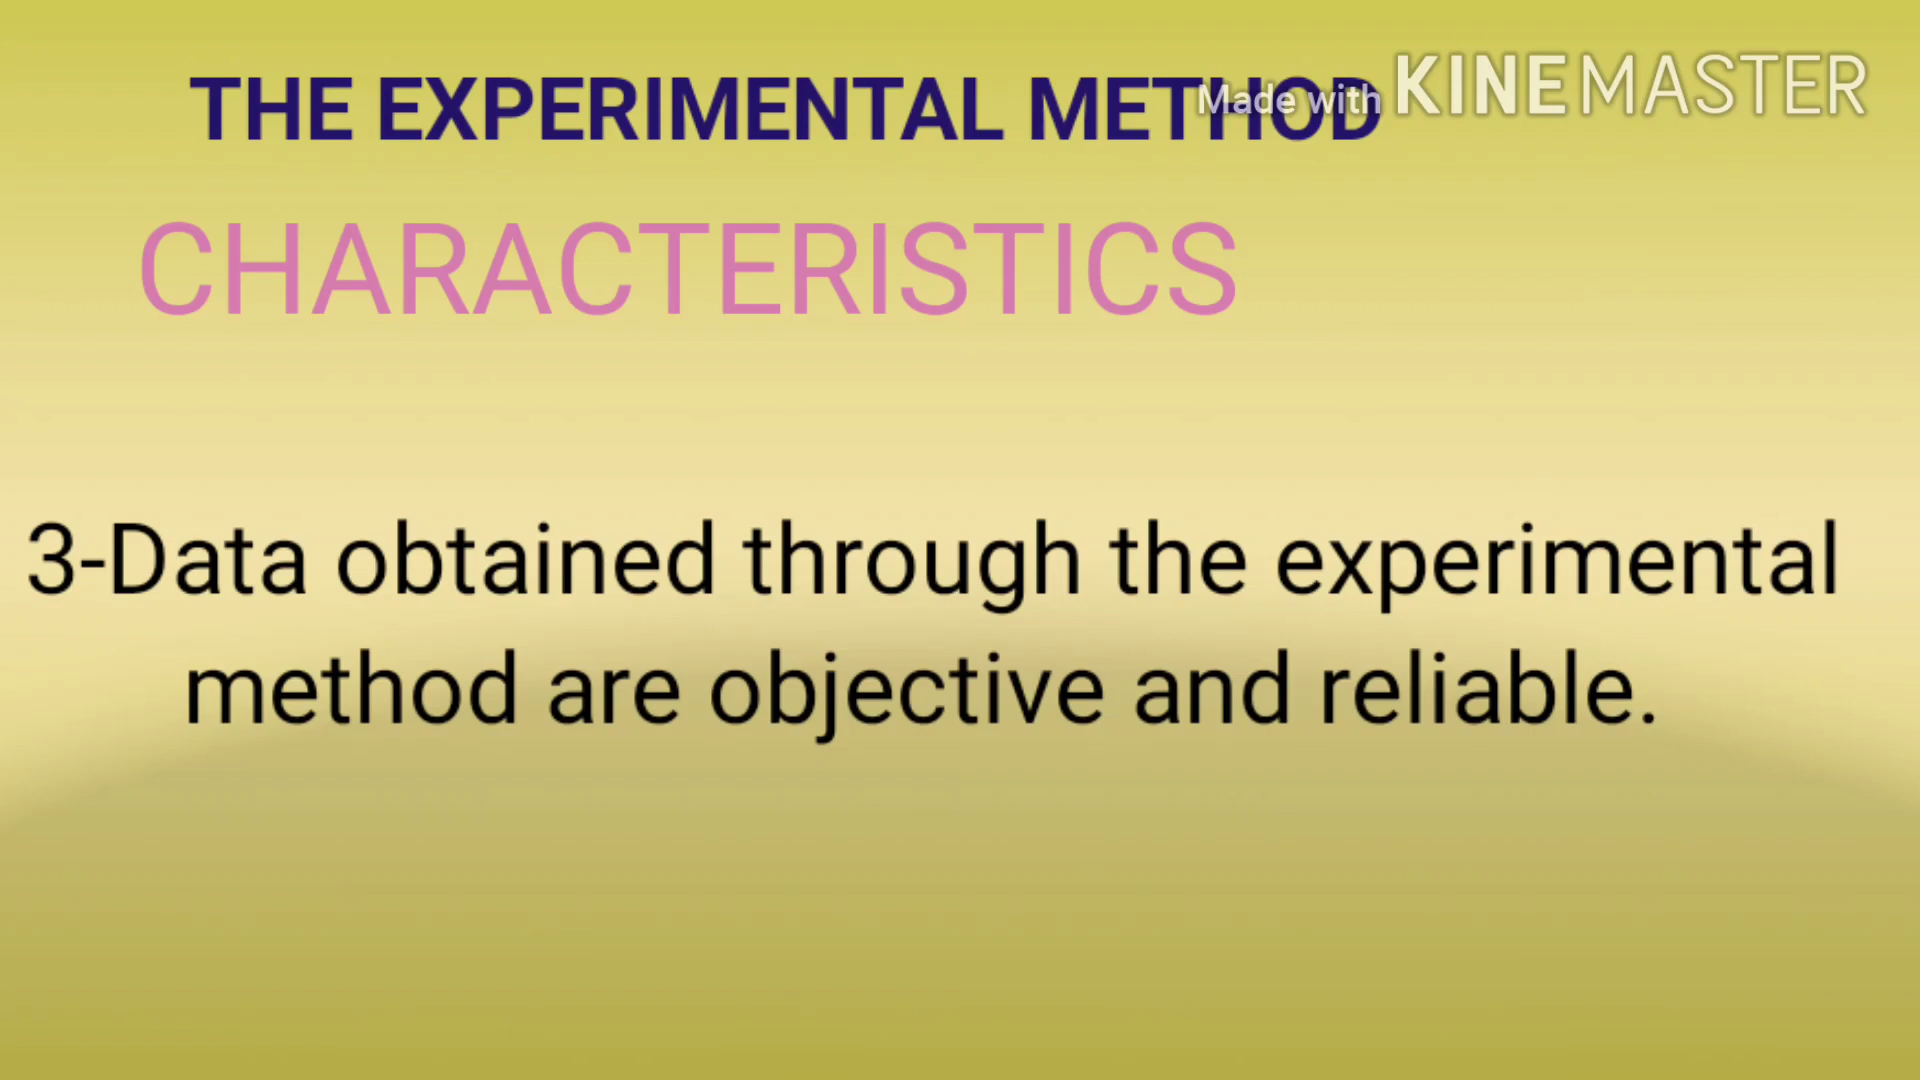 THE EXPERIMENTAL METHOD
Made with KINEMASTER
CHARACTERISTICS
3-Data obtained through the experimental
method are objective and reliable.